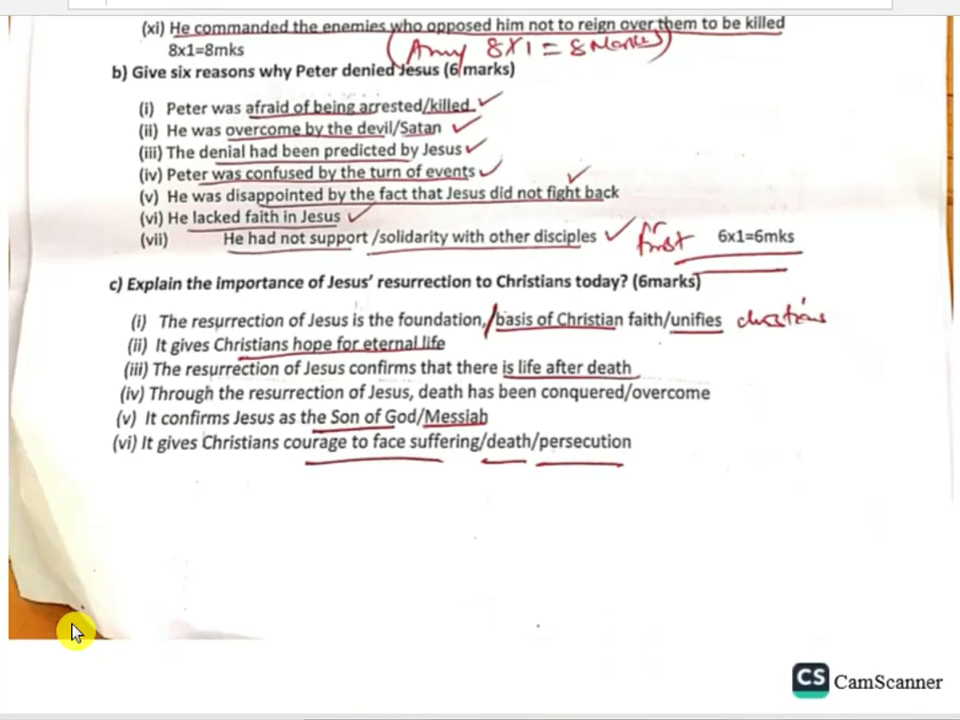 (xi) He commanded the enemies who opposed him not to reign over them to be killed
8x1=8mks (Any 8x1 = 8 Marks)
b) Give six reasons why Peter denied Jesus (6 marks)
(i) Peter was afraid of being arrested/killed
(ii) He was overcome by the devil/Satan
(iii) The denial had been predicted by Jesus
(iv) Peter was confused by the turn of events
(v) He was disappointed by the fact that Jesus did not fight back
(vi) He lacked faith in Jesus
(vii) He had not support /solidarity with other disciples first 6x1=6mks
c) Explain the importance of Jesus' resurrection to Christians today? (6marks)
(i) The resurrection of Jesus is the foundation, /basis of Christian faith/unifies christians
(ii) It gives Christians hope for eternal life
(iii) The resurrection of Jesus confirms that there is life after death
(iv) Through the resurrection of Jesus, death has been conquered/overcome
(v) It confirms Jesus as the Son of God/Messiah
(vi) It gives Christians courage to face suffering/death/persecution
CS CamScanner